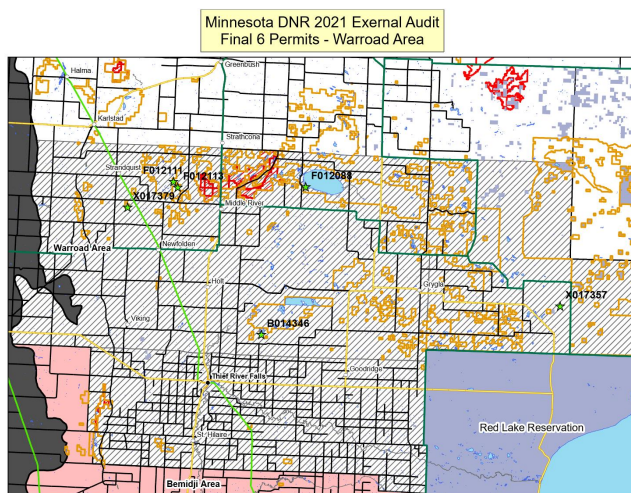 Minnesota DNR 2021 Exernal Audit
Final 6 Permits - Warroad Area
Halma
Greenbush
Karlstad
Strathcona
Strandquist
F012111
F012113
F012088
X017379
Middle River
Warroad Area
Newfolden
Holt
Grygla
X017357
Viking
B014346
Goodridge
Thief River Falls
St. Hilaire
Red Lake Reservation
Bemidji Area